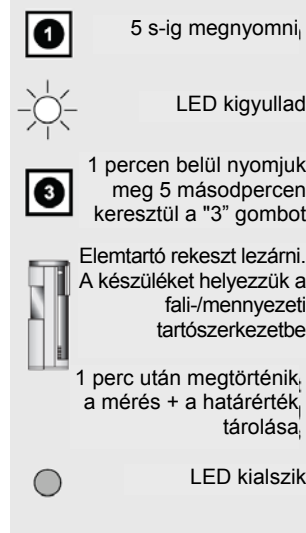 1
5 s-ig megnyomni
LED kigyullad
1 percen belül nyomjuk
meg 5 másodpercen
3
keresztül a "3” gombot
Elemtartó rekeszt lezárni.
A készüléket helyezzük a
fali-/mennyezeti
tartószerkezetbe
1 perc után megtörténik
a mérés + a határérték
tárolása
LED kialszik